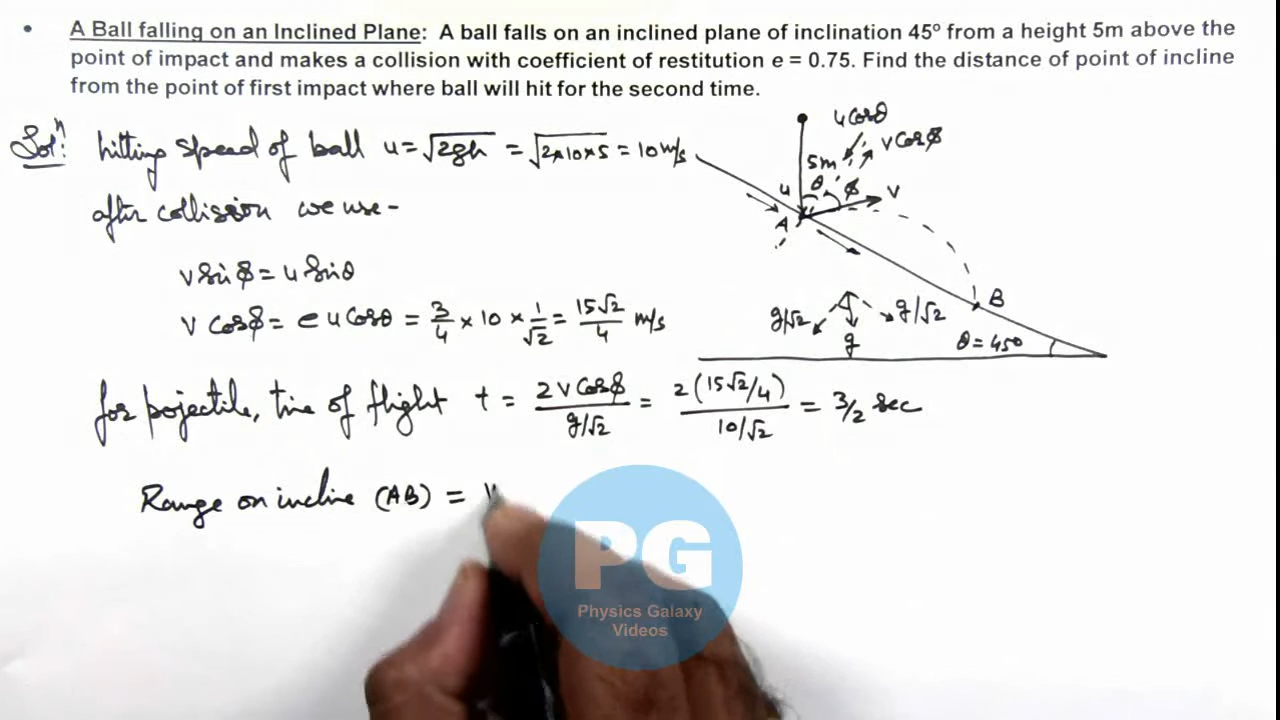 • A Ball falling on an Inclined Plane: A ball falls on an inclined plane of inclination 45º from a height 5m above the
point of impact and makes a collision with coefficient of restitution e = 0.75. Find the distance of point of incline
from the point of first impact where ball will hit for the second time.
Solⁿ: hitting speed of ball u = √2gh = √2×10×5 = 10 m/s
after collision we use-
v sin ϕ = u sin θ
v cos ϕ = e u cos θ = 3/4 × 10 × 1/√2 = 15√2/4 m/s
for projectile, time of flight t = 2 v cos ϕ / g/√2 = 2 (15√2/4) / 10/√2 = 3/2 sec
Range on incline (AB) =
u cos θ
v cos ϕ
5m
u θ ϕ v
A
B
g/√2 g/√2
g
θ = 45º
PG
Physics Galaxy
Videos